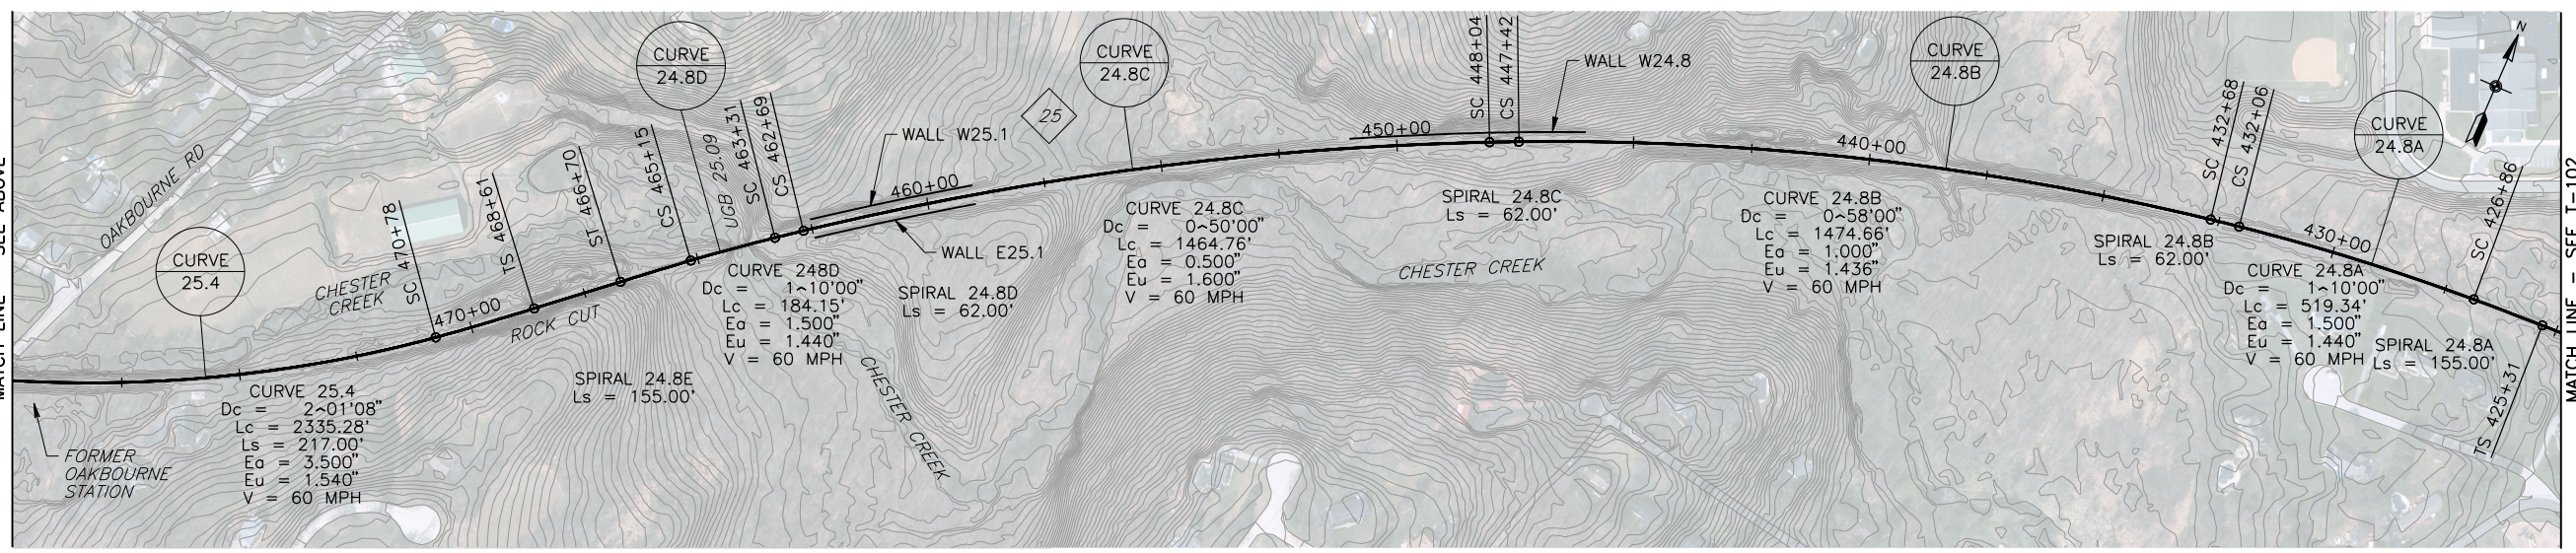 MATCH LINE - SEE ABOVE
OAKBOURNE RD
CURVE
25.4
FORMER
OAKBOURNE
STATION
CURVE 25.4
Dc = 2^01'08"
Lc = 2335.28'
Ls = 217.00'
Ea = 3.500"
Eu = 1.540"
V = 60 MPH
CHESTER
CREEK
SC 470+78
470+00
TS 468+61
ROCK CUT
ST 466+70
SPIRAL 24.8E
Ls = 155.00'
CS 465+15
CURVE
24.8D
UGB 25.09
SC 463+31
CS 462+69
CURVE 248D
Dc = 1^10'00"
Lc = 184.15'
Ea = 1.500"
Eu = 1.440"
V = 60 MPH
WALL W25.1
460+00
WALL E25.1
SPIRAL 24.8D
Ls = 62.00'
CHESTER CREEK
25
CURVE
24.8C
CURVE 24.8C
Dc = 0^50'00"
Lc = 1464.76'
Ea = 0.500"
Eu = 1.600"
V = 60 MPH
450+00
SC 448+04
CS 447+42
WALL W24.8
SPIRAL 24.8C
Ls = 62.00'
CHESTER CREEK
440+00
CURVE
24.8B
CURVE 24.8B
Dc = 0^58'00"
Lc = 1474.66'
Ea = 1.000"
Eu = 1.436"
V = 60 MPH
SC 432+68
CS 432+06
SPIRAL 24.8B
Ls = 62.00'
430+00
CURVE
24.8A
CURVE 24.8A
Dc = 1^10'00"
Lc = 519.34'
Ea = 1.500"
Eu = 1.440"
V = 60 MPH
SPIRAL 24.8A
Ls = 155.00'
SC 426+86
TS 425+31
N
MATCH LINE - SEE T-102